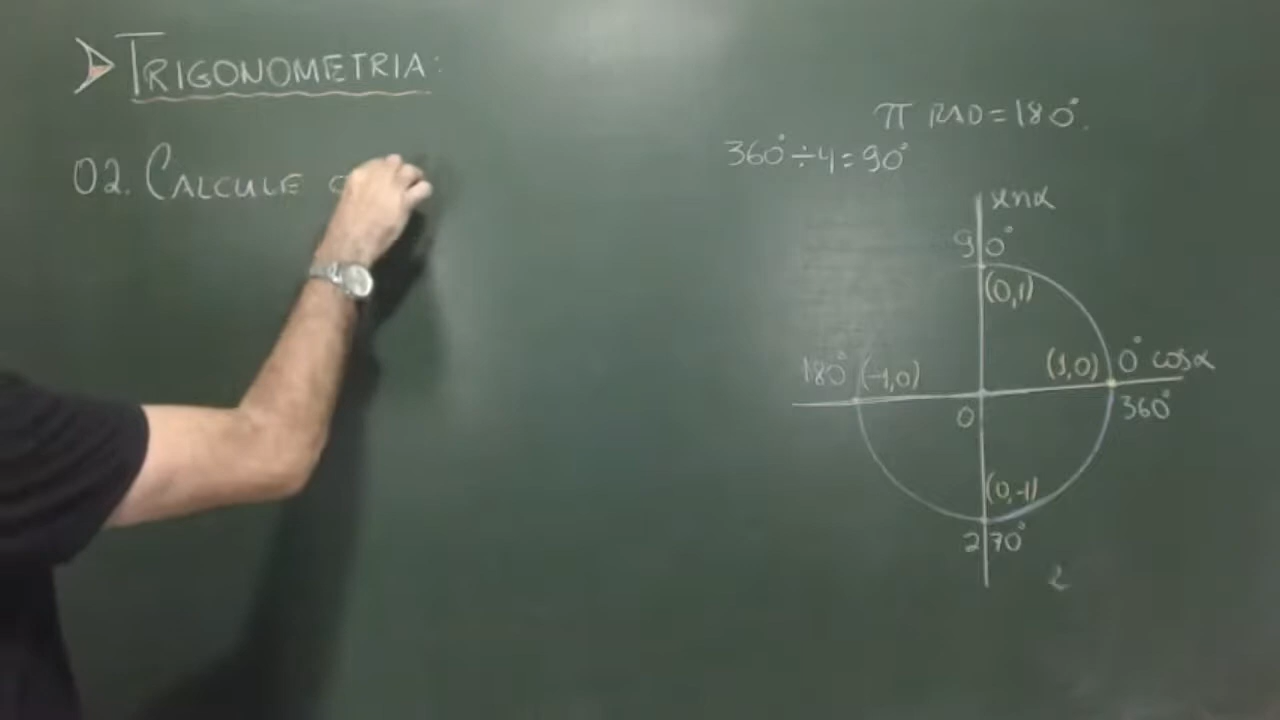 TRIGONOMETRIA:
02. CALCULE
π RAD = 180°.
360° ÷ 4 = 90°
senα
90°
(0,1)
180° (-1,0) (1,0) 0° cosα
0 360°
(0,-1)
270°